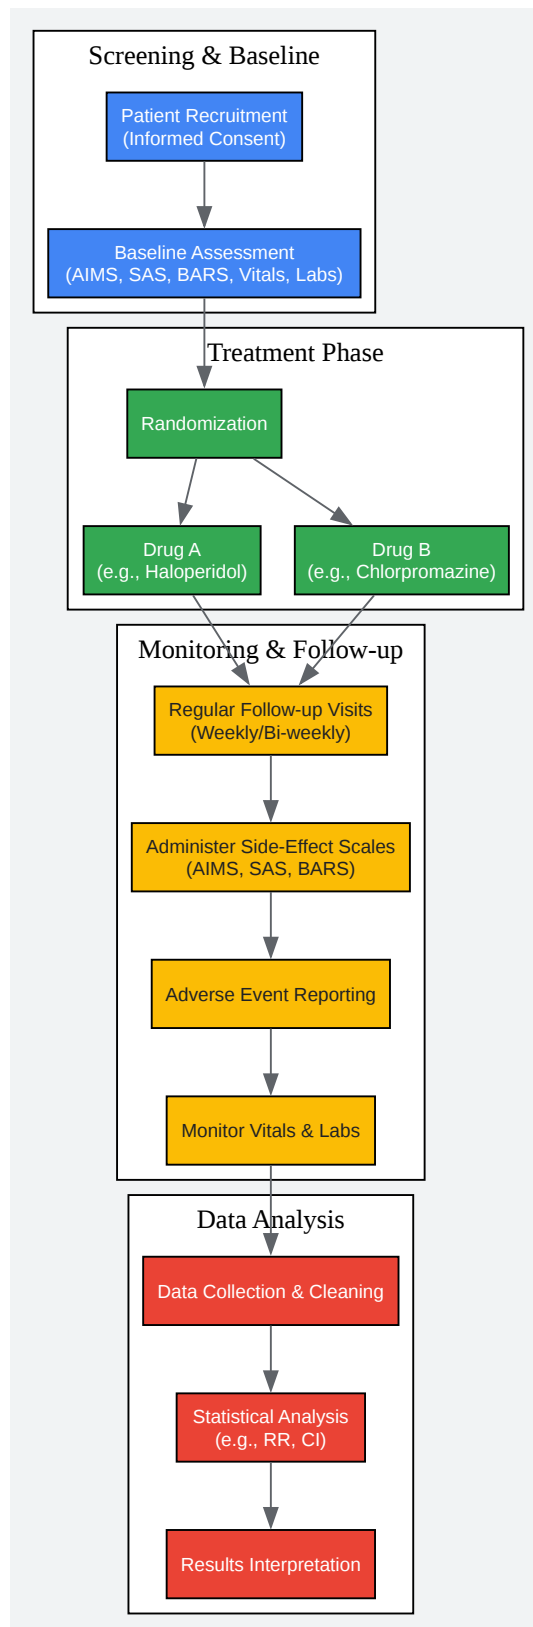 Screening & Baseline
Patient Recruitment
(Informed Consent)
Baseline Assessment
(AIMS, SAS, BARS, Vitals, Labs)
Treatment Phase
Randomization
Drug A
(e.g., Haloperidol)
Drug B
(e.g., Chlorpromazine)
Monitoring & Follow-up
Regular Follow-up Visits
(Weekly/Bi-weekly)
Administer Side-Effect Scales
(AIMS, SAS, BARS)
Adverse Event Reporting
Monitor Vitals & Labs
Data Analysis
Data Collection & Cleaning
Statistical Analysis
(e.g., RR, CI)
Results Interpretation